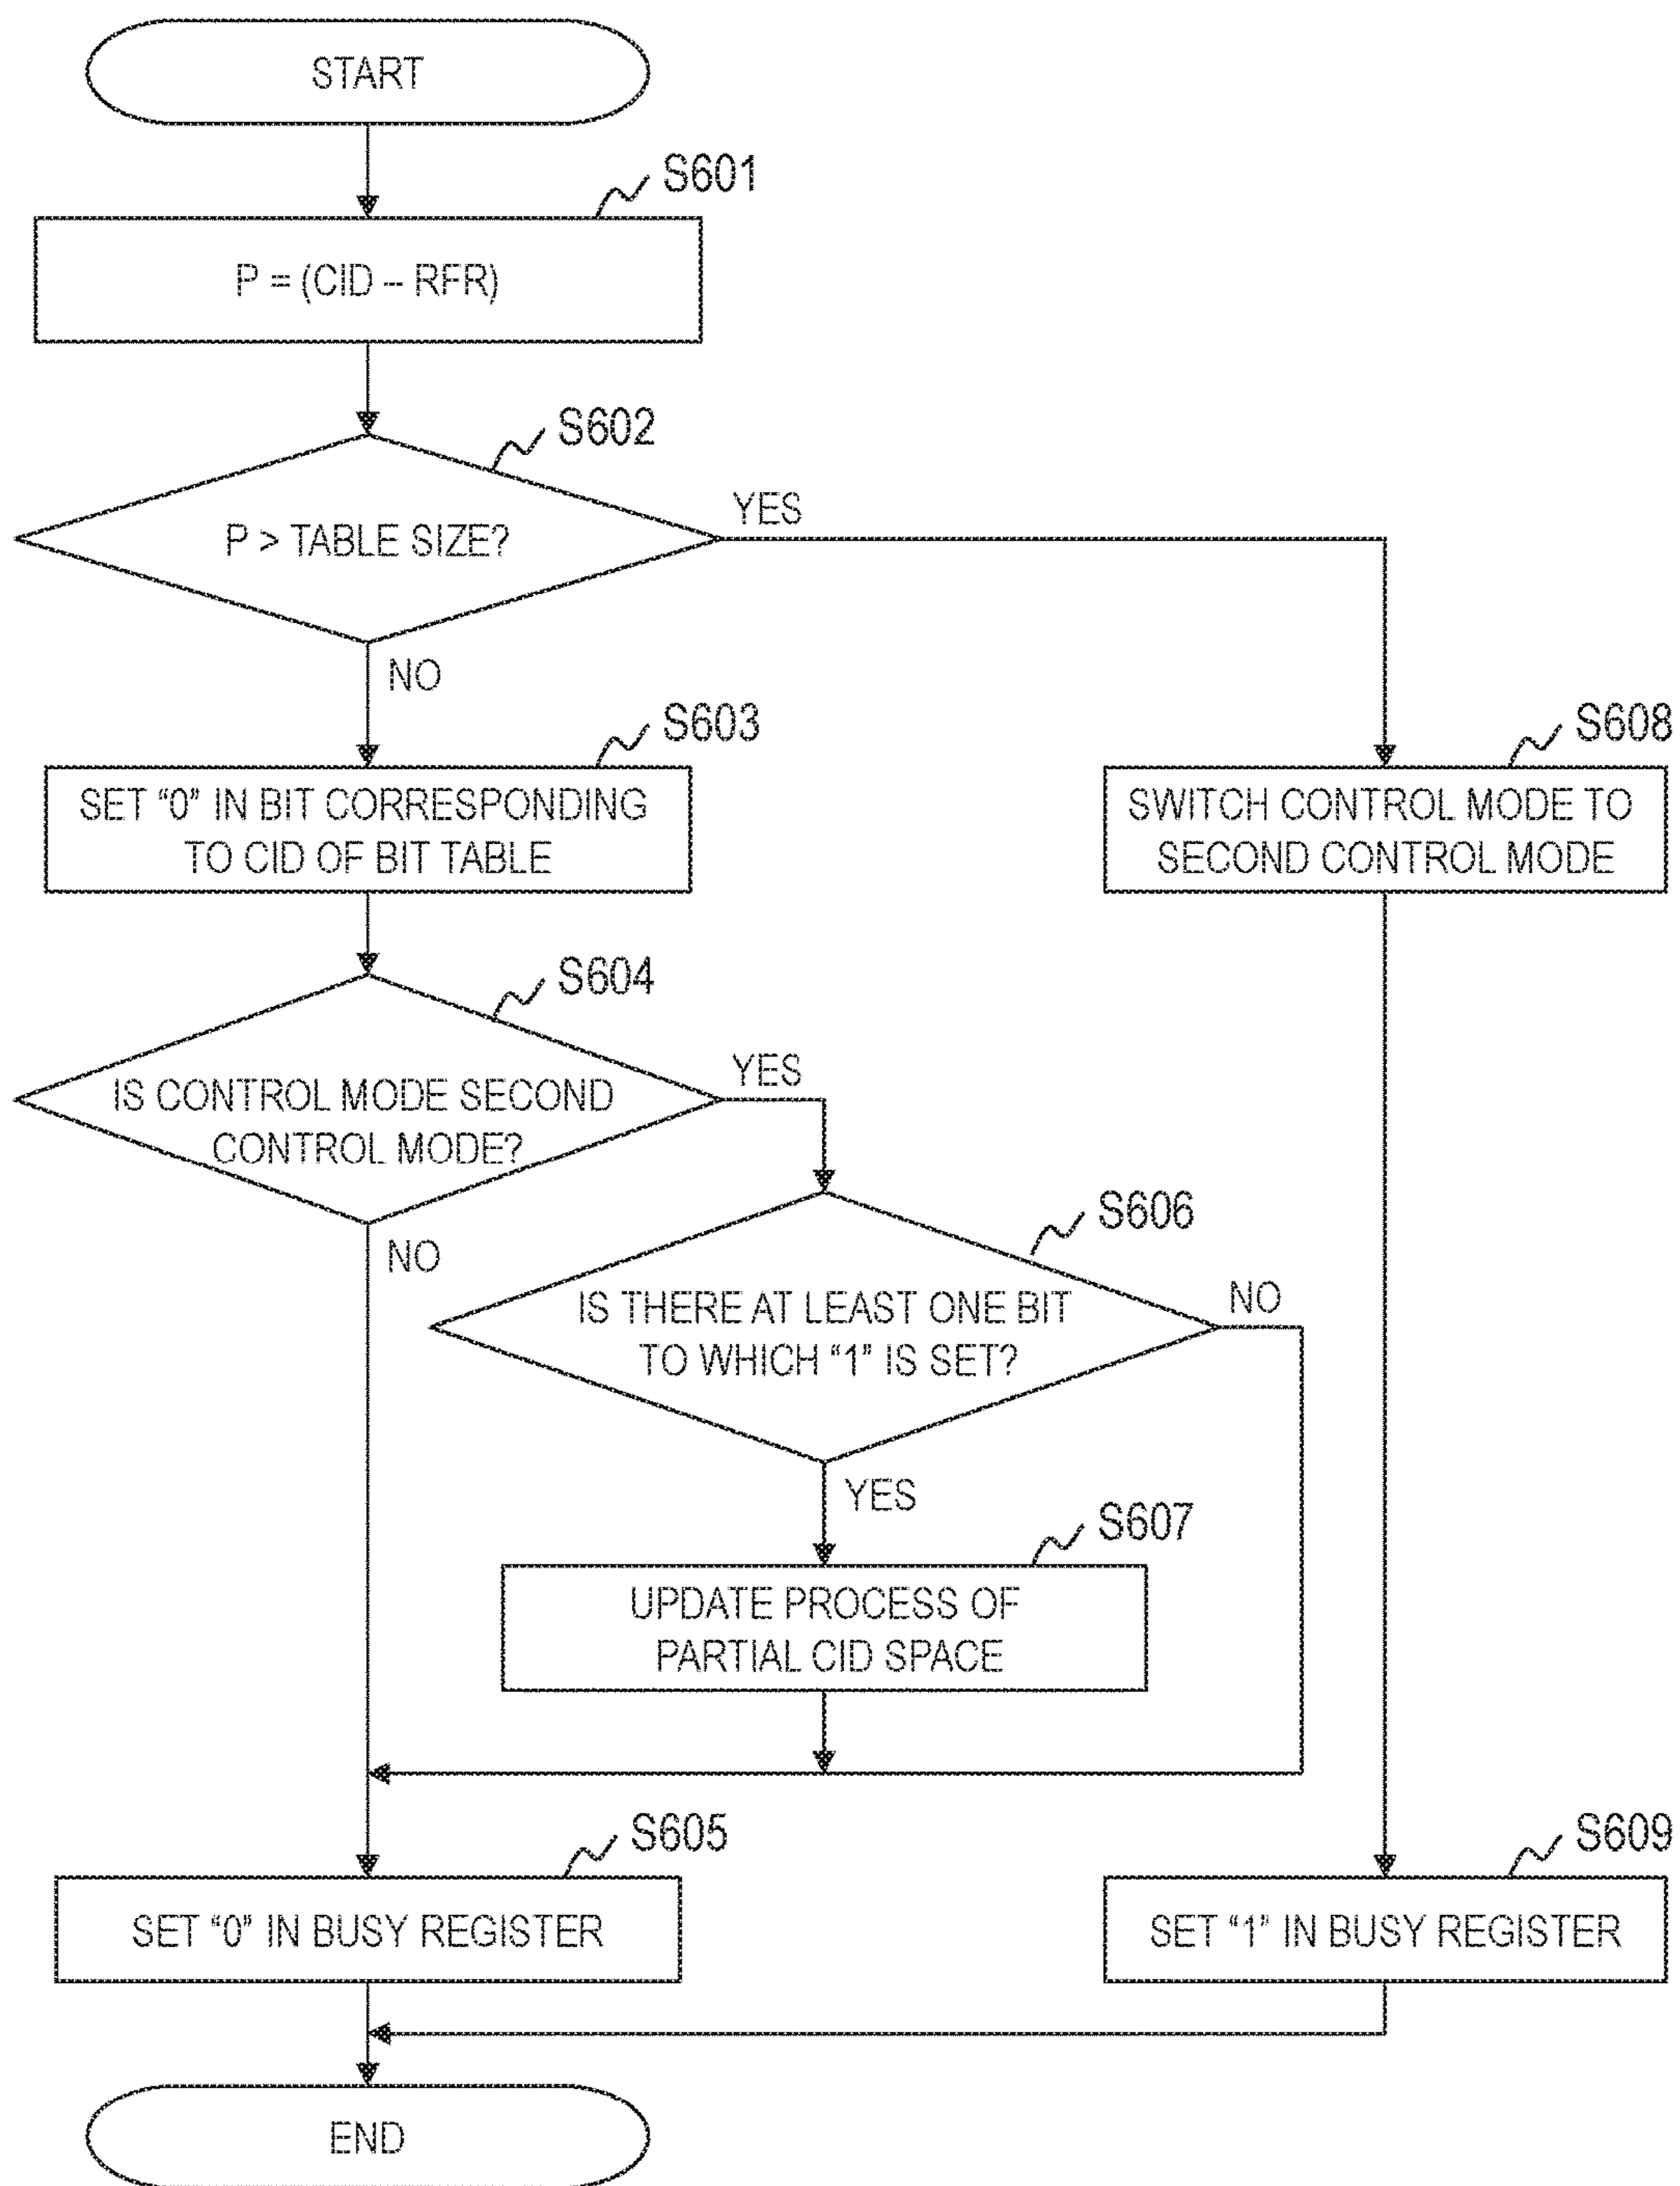 START
S601
P = (CID – RFR)
S602
P > TABLE SIZE?
YES
NO
S603
SET “0” IN BIT CORRESPONDING
TO CID OF BIT TABLE
S608
SWITCH CONTROL MODE TO
SECOND CONTROL MODE
S604
IS CONTROL MODE SECOND
CONTROL MODE?
YES
NO
S606
IS THERE AT LEAST ONE BIT
TO WHICH “1” IS SET?
NO
YES
S607
UPDATE PROCESS OF
PARTIAL CID SPACE
S605
SET “0” IN BUSY REGISTER
S609
SET “1” IN BUSY REGISTER
END